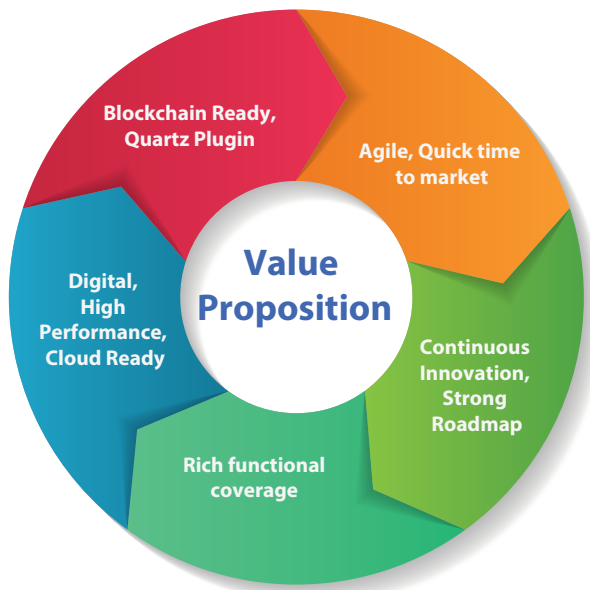 Value
Proposition
Blockchain Ready,
Quartz Plugin
Agile, Quick time
to market
Continuous
Innovation,
Strong
Roadmap
Rich functional
coverage
Digital,
High
Performance,
Cloud Ready